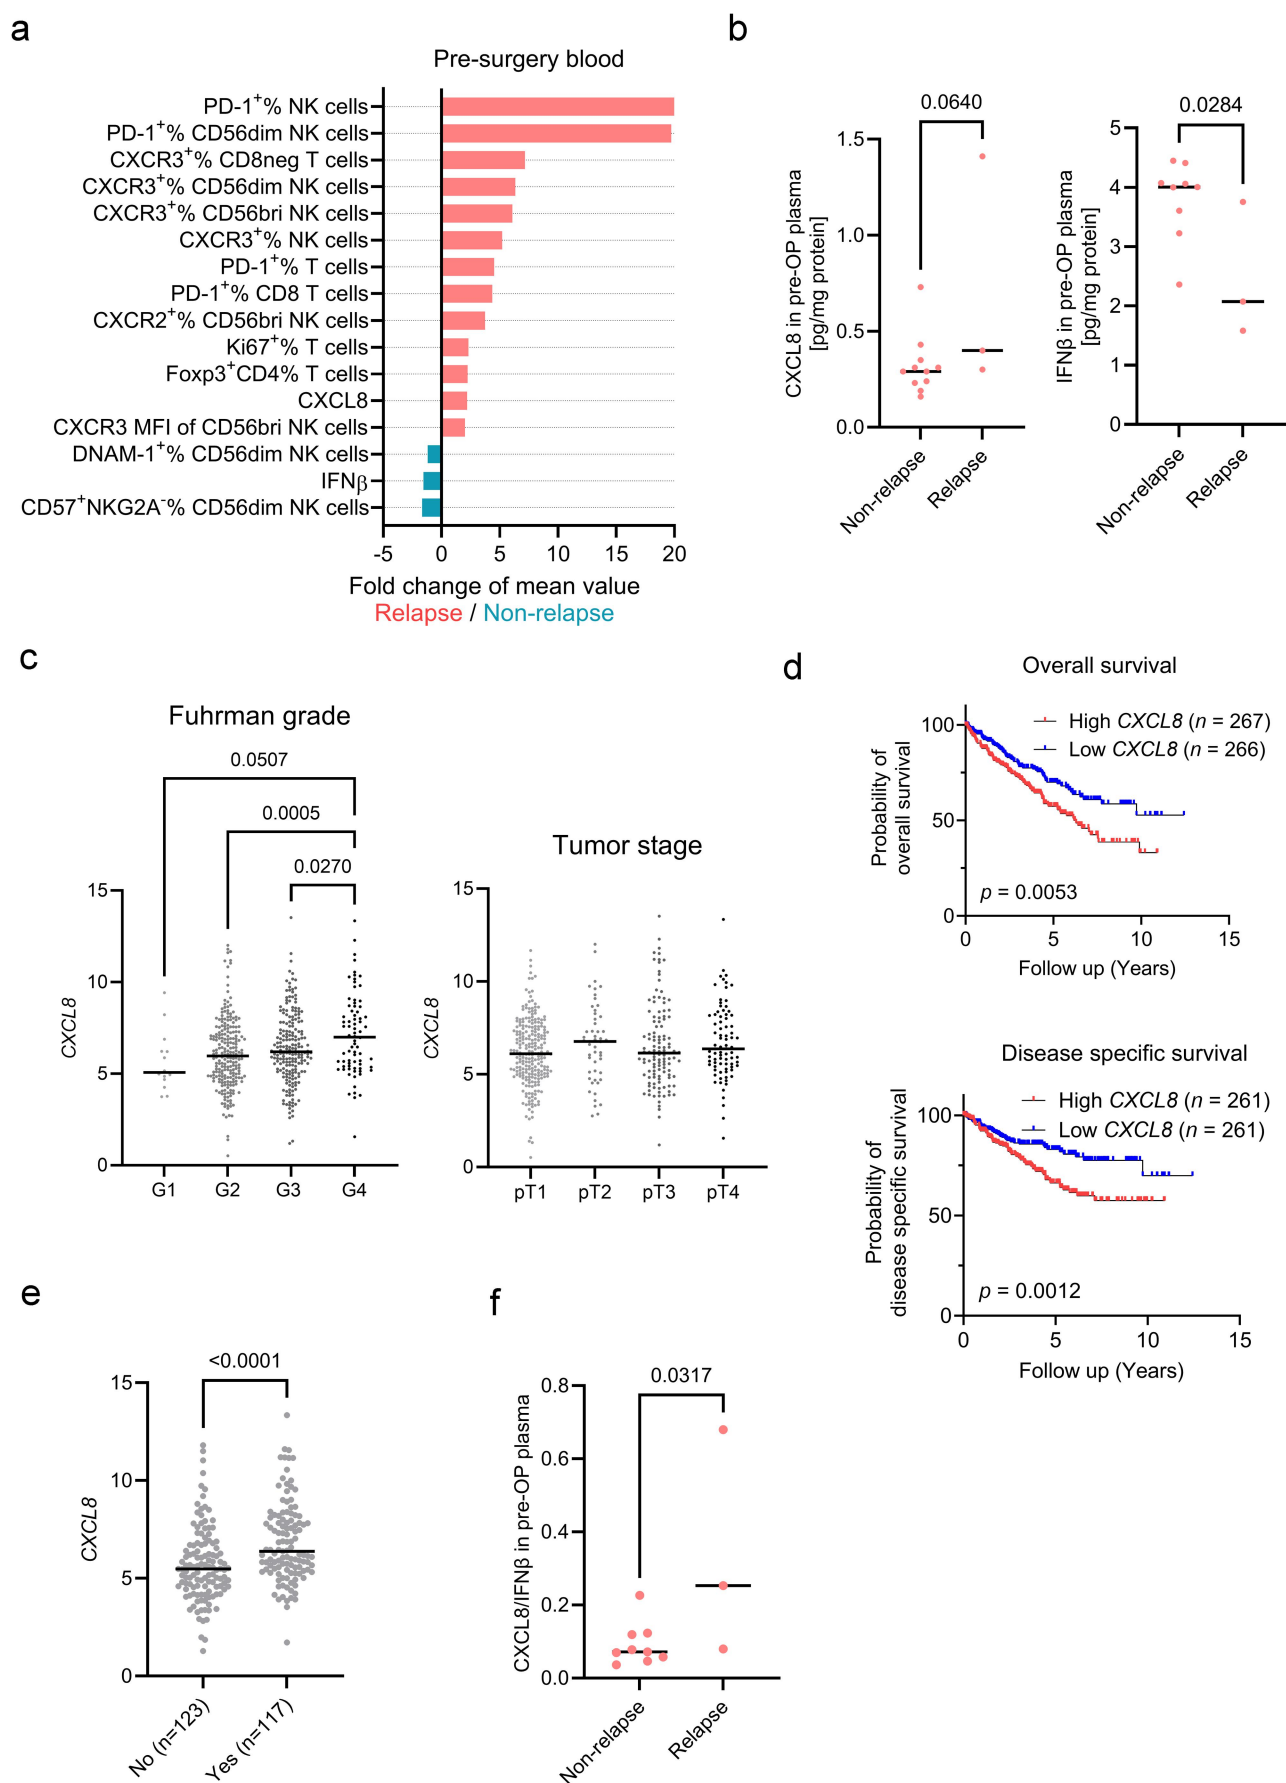 a
Pre-surgery blood
PD-1+% NK cells
PD-1+% CD56dim NK cells
CXCR3+% CD8neg T cells
CXCR3+% CD56dim NK cells
CXCR3+% CD56bri NK cells
CXCR3+% NK cells
PD-1+% T cells
PD-1+% CD8 T cells
CXCR2+% CD56bri NK cells
Ki67+% T cells
Foxp3+CD4% T cells
CXCL8
CXCR3 MFI of CD56bri NK cells
DNAM-1+% CD56dim NK cells
IFNβ
CD57+NKG2A-% CD56dim NK cells
-5 0 5 10 15 20
Fold change of mean value
Relapse / Non-relapse
b
0.0640
CXCL8 in pre-OP plasma
[pg/mg protein]
1.5
1.0
0.5
0.0
Non-relapse
Relapse
0.0284
IFNβ in pre-OP plasma
[pg/mg protein]
5
4
3
2
1
0
Non-relapse
Relapse
c
Fuhrman grade
0.0507
0.0005
0.0270
CXCL8
15
10
5
0
G1 G2 G3 G4
Tumor stage
CXCL8
15
10
5
0
pT1 pT2 pT3 pT4
d
Overall survival
High CXCL8 (n = 267)
Low CXCL8 (n = 266)
Probability of
overall survival
100
50
0
p = 0.0053
0 5 10 15
Follow up (Years)
Disease specific survival
High CXCL8 (n = 261)
Low CXCL8 (n = 261)
Probability of
disease specific survival
100
50
0
p = 0.0012
0 5 10 15
Follow up (Years)
e
<0.0001
CXCL8
15
10
5
0
No (n=123)
Yes (n=117)
f
0.0317
CXCL8/IFNβ in pre-OP plasma
0.8
0.6
0.4
0.2
0.0
Non-relapse
Relapse